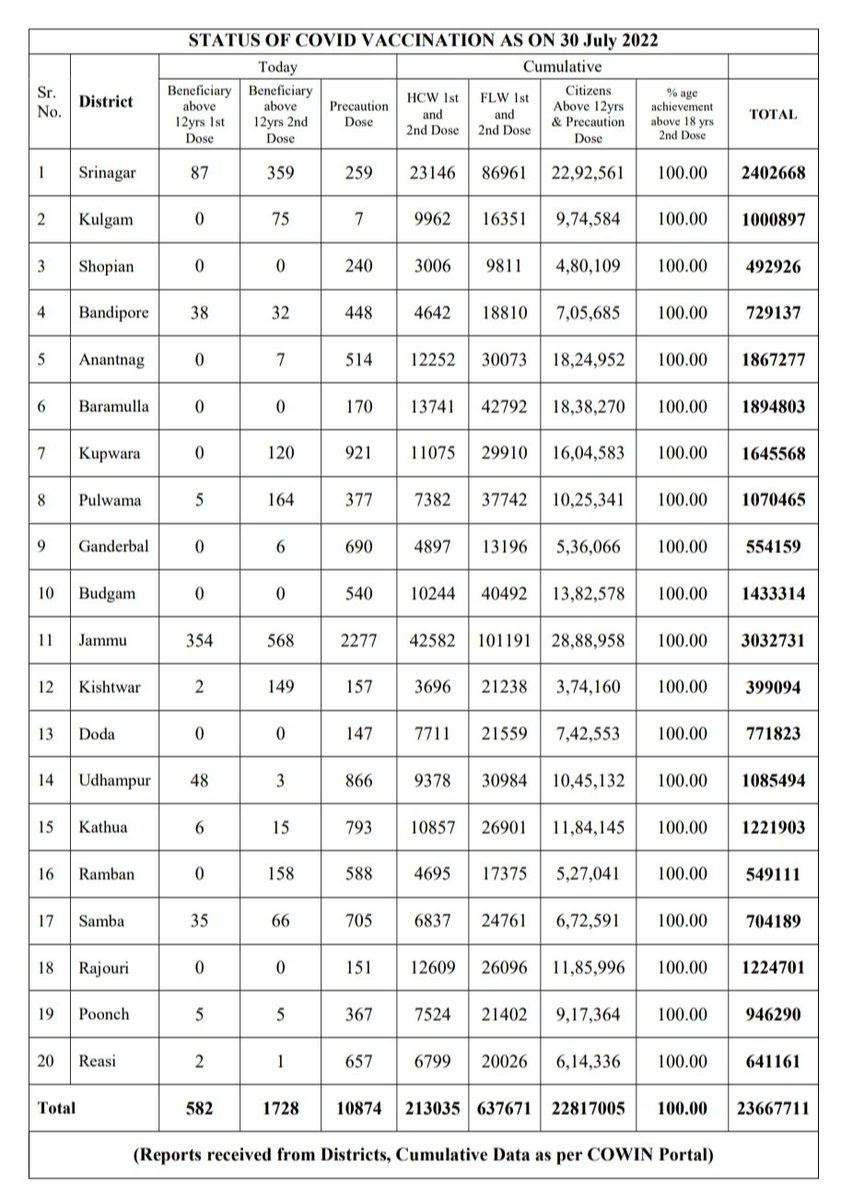 STATUS OF COVID VACCINATION AS ON 30 July 2022
Sr. No. District Today Cumulative
Beneficiary above 12yrs 1st Dose Beneficiary above 12yrs 2nd Dose Precaution Dose HCW 1st and 2nd Dose FLW 1st and 2nd Dose Citizens Above 12yrs & Precaution Dose % age achievement above 18 yrs 2nd Dose TOTAL
1 Srinagar 87 359 259 23146 86961 22,92,561 100.00 2402668
2 Kulgam 0 75 7 9962 16351 9,74,584 100.00 1000897
3 Shopian 0 0 240 3006 9811 4,80,109 100.00 492926
4 Bandipore 38 32 448 4642 18810 7,05,685 100.00 729137
5 Anantnag 0 7 514 12252 30073 18,24,952 100.00 1867277
6 Baramulla 0 0 170 13741 42792 18,38,270 100.00 1894803
7 Kupwara 0 120 921 11075 29910 16,04,583 100.00 1645568
8 Pulwama 5 164 377 7382 37742 10,25,341 100.00 1070465
9 Ganderbal 0 6 690 4897 13196 5,36,066 100.00 554159
10 Budgam 0 0 540 10244 40492 13,82,578 100.00 1433314
11 Jammu 354 568 2277 42582 101191 28,88,958 100.00 3032731
12 Kishtwar 2 149 157 3696 21238 3,74,160 100.00 399094
13 Doda 0 0 147 7711 21559 7,42,553 100.00 771823
14 Udhampur 48 3 866 9378 30984 10,45,132 100.00 1085494
15 Kathua 6 15 793 10857 26901 11,84,145 100.00 1221903
16 Ramban 0 158 588 4695 17375 5,27,041 100.00 549111
17 Samba 35 66 705 6837 24761 6,72,591 100.00 704189
18 Rajouri 0 0 151 12609 26096 11,85,996 100.00 1224701
19 Poonch 5 5 367 7524 21402 9,17,364 100.00 946290
20 Reasi 2 1 657 6799 20026 6,14,336 100.00 641161
Total 582 1728 10874 213035 637671 22817005 100.00 23667711
(Reports received from Districts, Cumulative Data as per COWIN Portal)